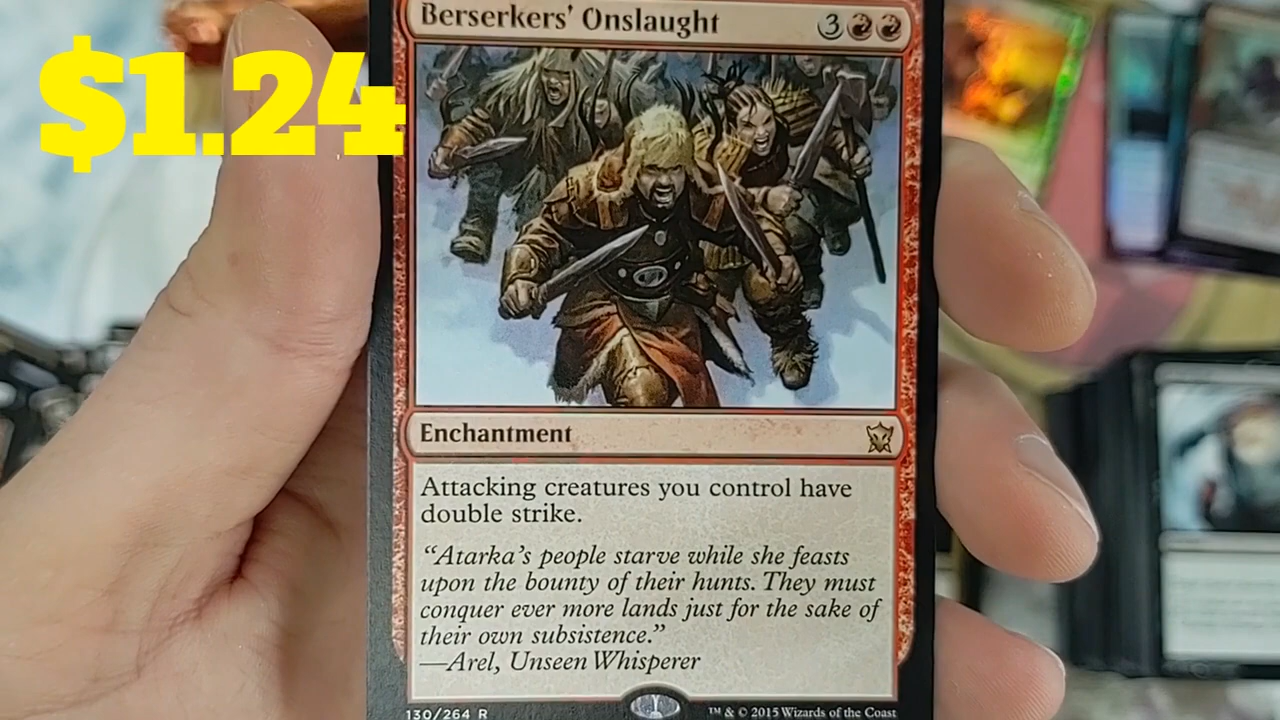 $1.24
Berserkers' Onslaught 3
Enchantment
Attacking creatures you control have
double strike.
“Atarka's people starve while she feasts
upon the bounty of their hunts. They must
conquer ever more lands just for the sake of
their own subsistence.”
—Arel, Unseen Whisperer
130/264 R
™ & © 2015 Wizards of the Coast